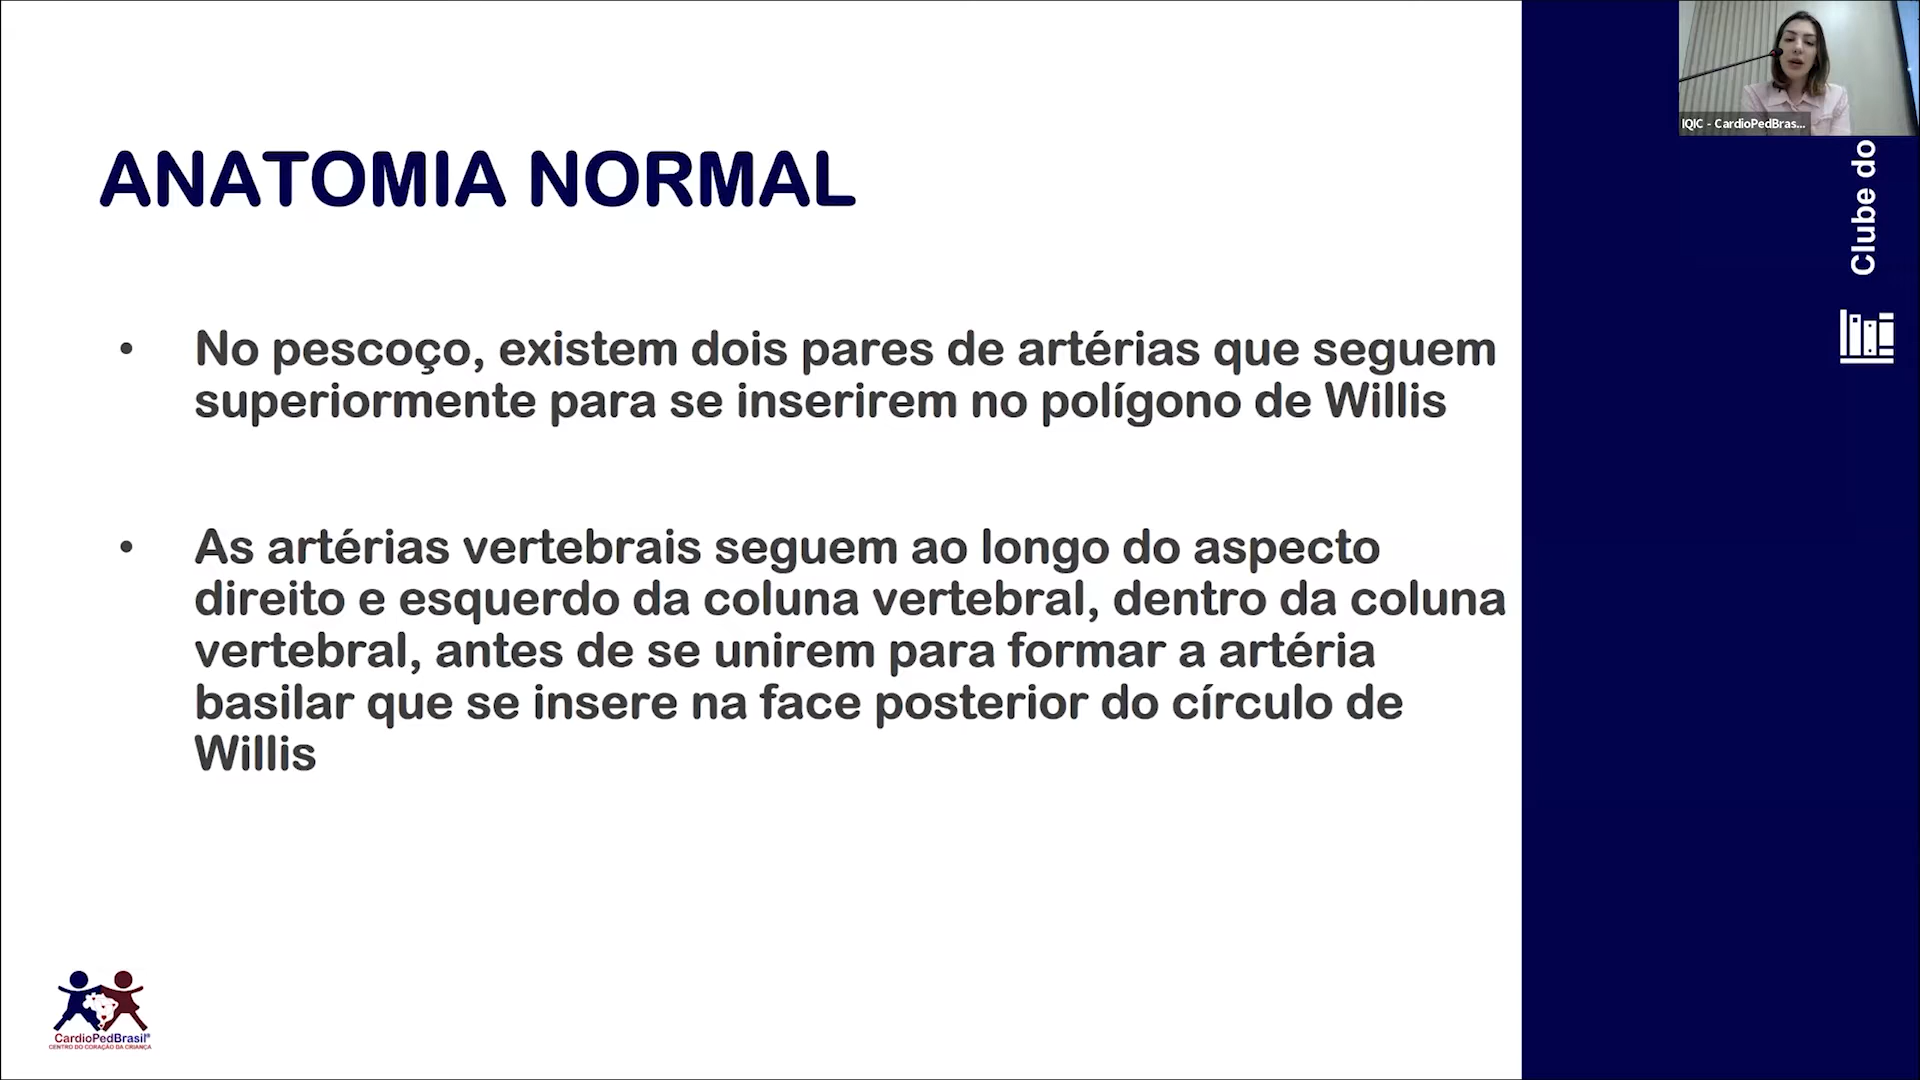 IQIC - CardioPedBras...
Clube do
ANATOMIA NORMAL
• No pescoço, existem dois pares de artérias que seguem
superiormente para se inserirem no polígono de Willis
• As artérias vertebrais seguem ao longo do aspecto
direito e esquerdo da coluna vertebral, dentro da coluna
vertebral, antes de se unirem para formar a artéria
basilar que se insere na face posterior do círculo de
Willis
CardioPedBrasil®
CENTRO DO CORAÇÃO DA CRIANÇA